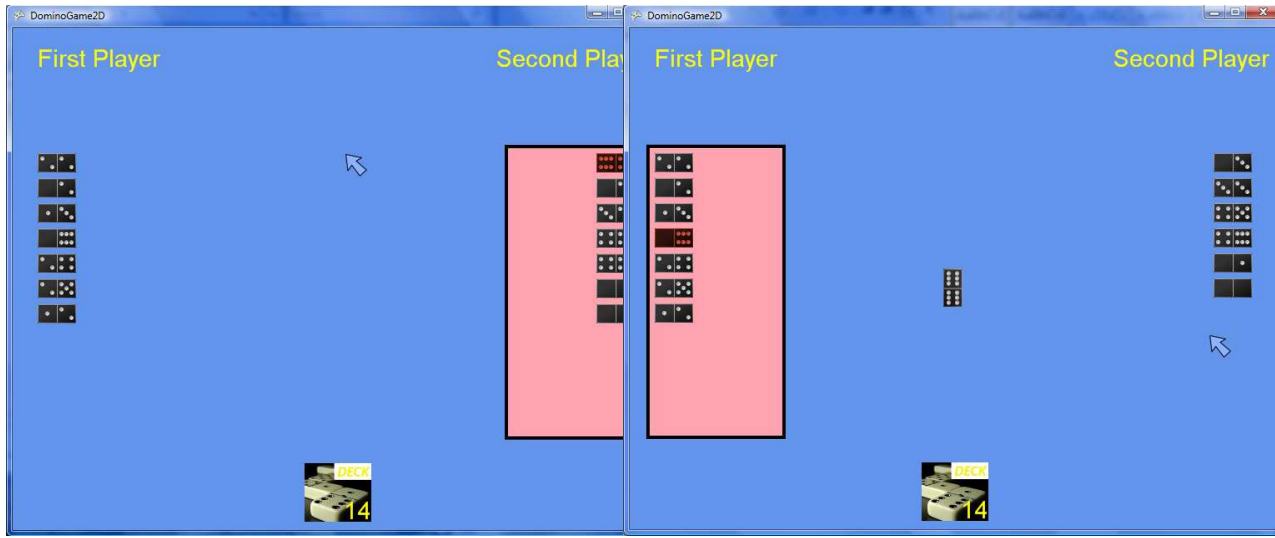 DominoGame2D
First Player
Second Play
DECK
14
DominoGame2D
First Player
Second Player
DECK
14